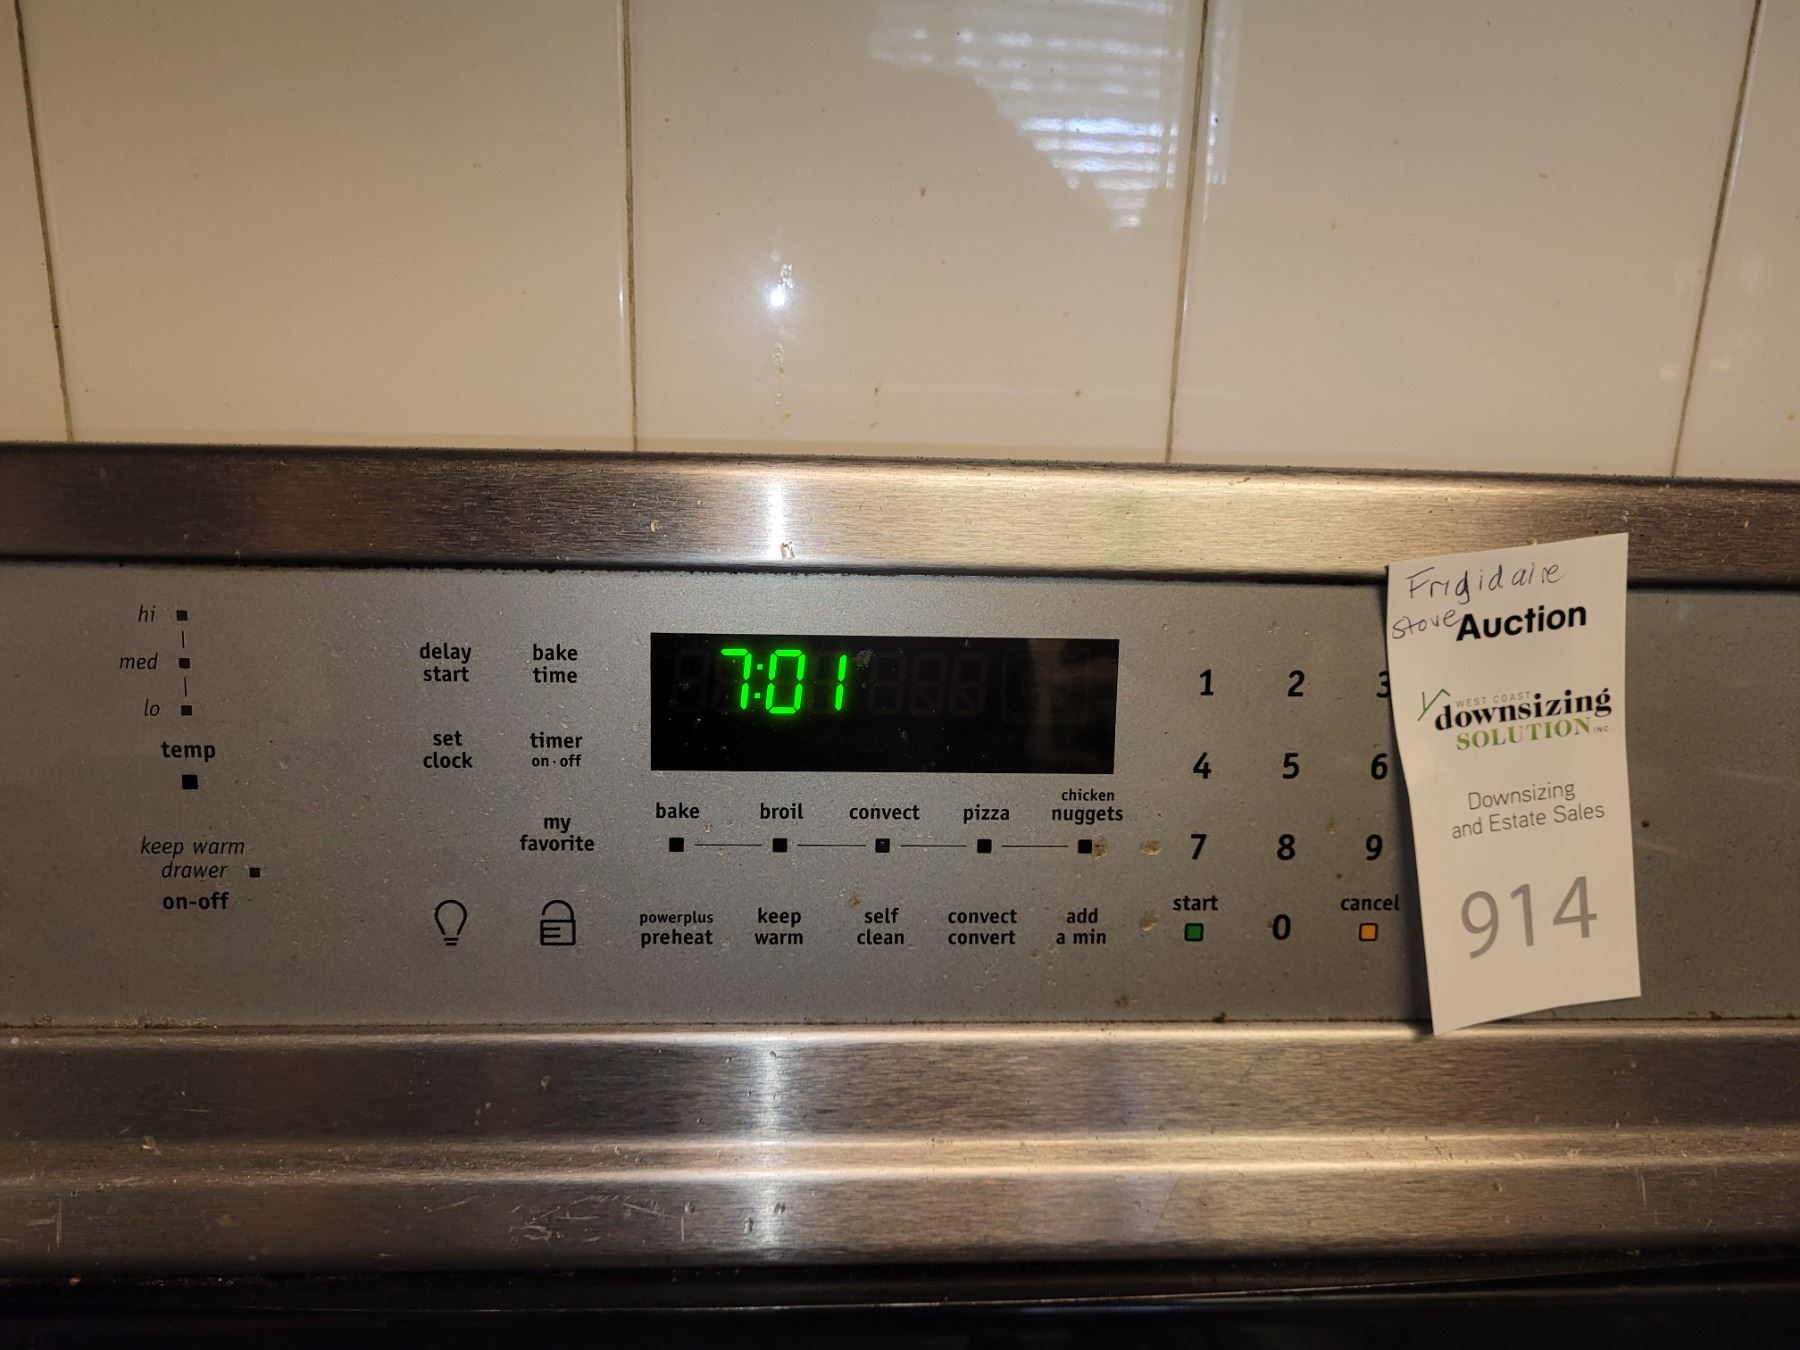 hi
med
lo
temp
keep warm
drawer
on-off
delay
start
bake
time
set
clock
timer
on·off
my
favorite
7:01
bake
broil
convect
pizza
chicken
nuggets
powerplus
preheat
keep
warm
self
clean
convect
convert
add
a min
1 2 3
4 5 6
7 8 9
start
0
cancel
Frigidaire
stove
Auction
WEST COAST
downsizing
SOLUTION INC.
Downsizing
and Estate Sales
914